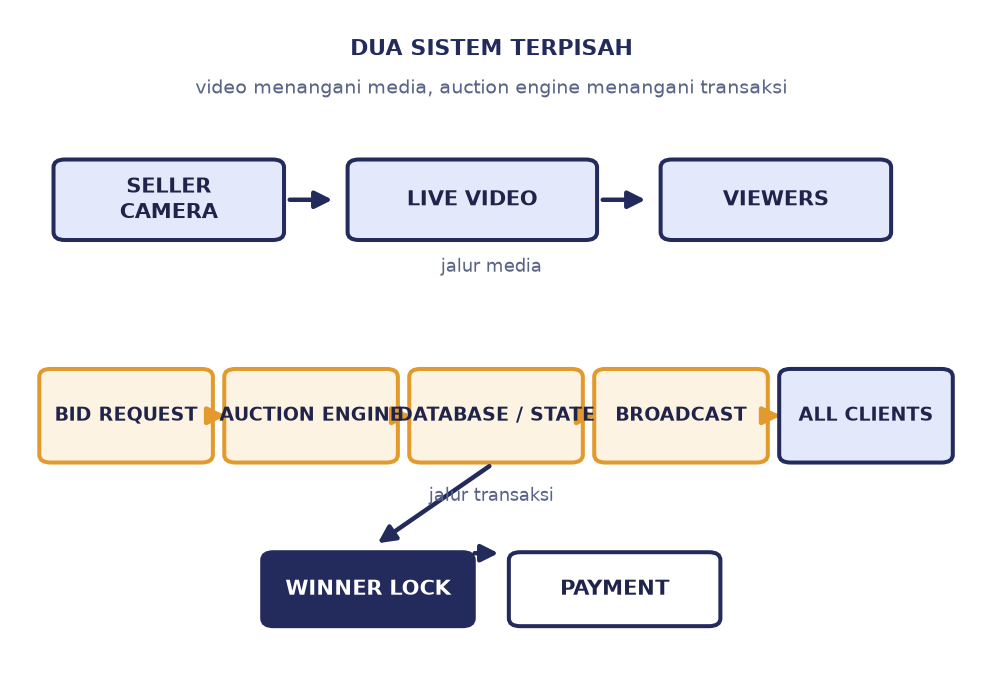 DUA SISTEM TERPISAH
video menangani media, auction engine menangani transaksi
SELLER
CAMERA
LIVE VIDEO
VIEWERS
jalur media
BID REQUEST
AUCTION ENGINE
DATABASE / STATE
BROADCAST
ALL CLIENTS
jalur transaksi
WINNER LOCK
PAYMENT